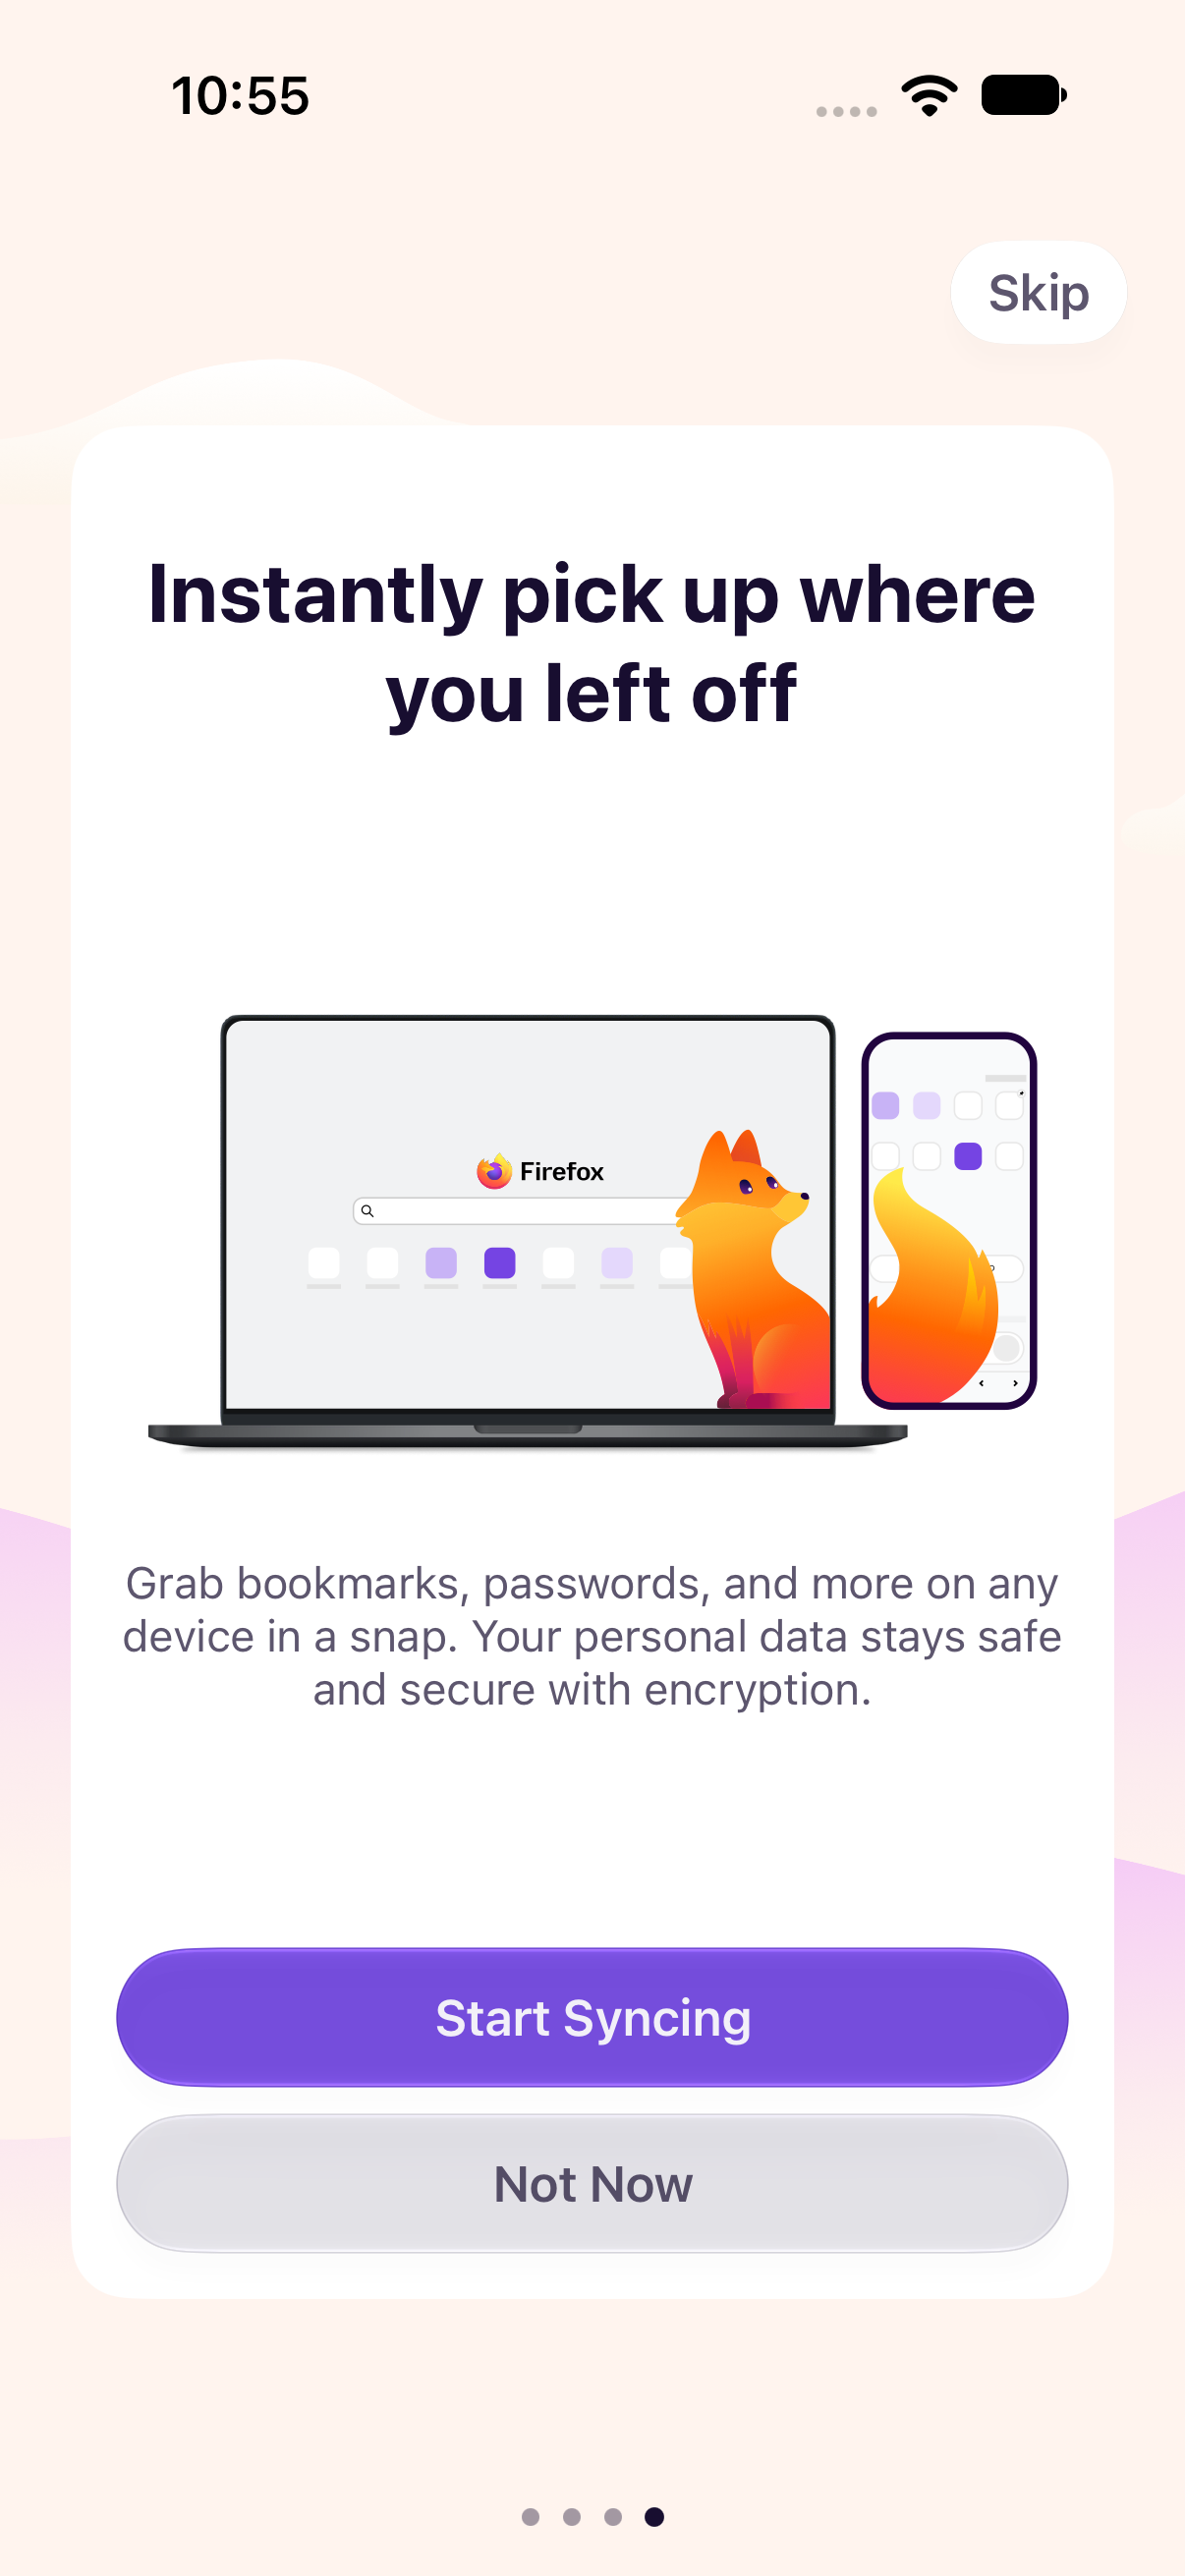 10:55
Skip
Instantly pick up where
you left off
Firefox
Grab bookmarks, passwords, and more on any
device in a snap. Your personal data stays safe
and secure with encryption.
Start Syncing
Not Now